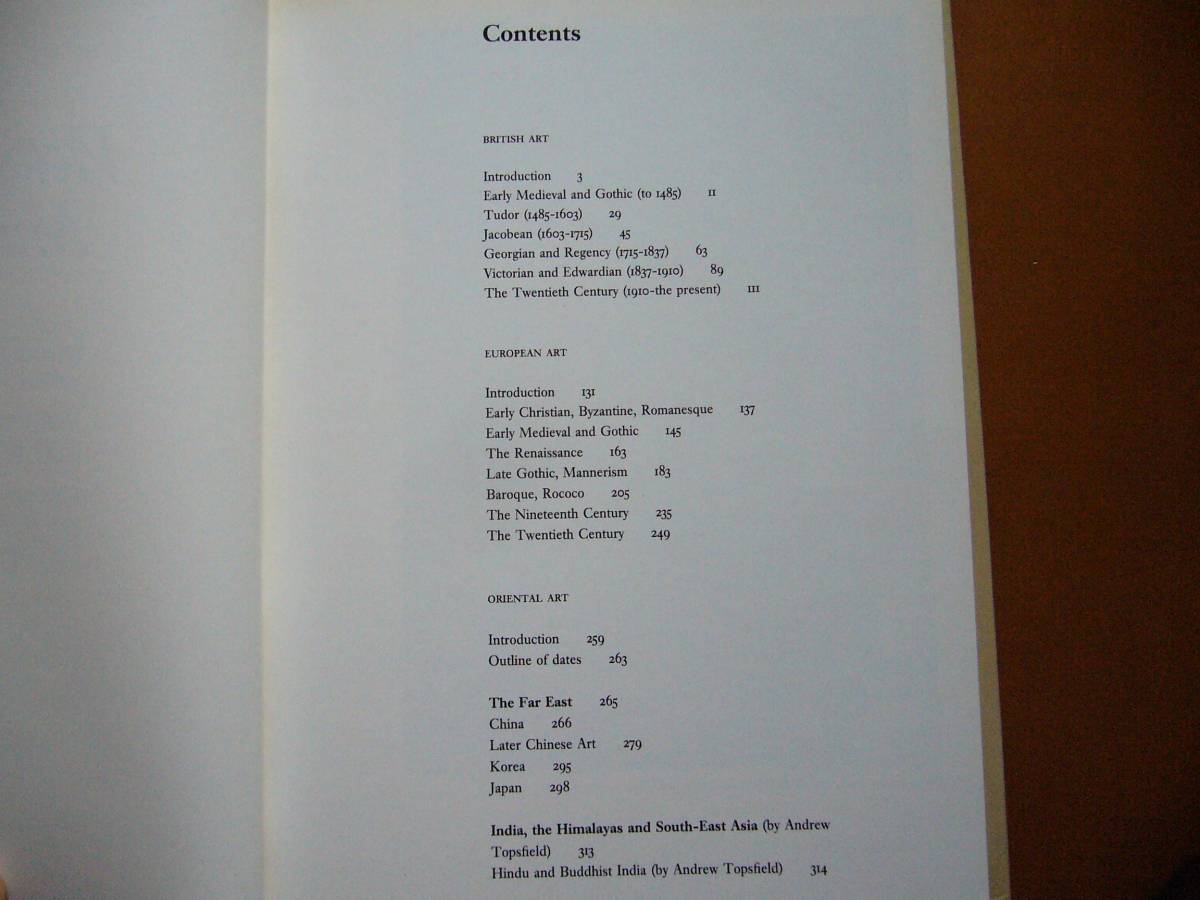 Contents
BRITISH ART
Introduction 3
Early Medieval and Gothic (to 1485) 11
Tudor (1485-1603) 29
Jacobean (1603-1715) 45
Georgian and Regency (1715-1837) 63
Victorian and Edwardian (1837-1910) 89
The Twentieth Century (1910-the present) 111
EUROPEAN ART
Introduction 131
Early Christian, Byzantine, Romanesque 137
Early Medieval and Gothic 145
The Renaissance 163
Late Gothic, Mannerism 183
Baroque, Rococo 205
The Nineteenth Century 235
The Twentieth Century 249
ORIENTAL ART
Introduction 259
Outline of dates 263
The Far East 265
China 266
Later Chinese Art 279
Korea 295
Japan 298
India, the Himalayas and South-East Asia (by Andrew
Topsfield) 313
Hindu and Buddhist India (by Andrew Topsfield) 314